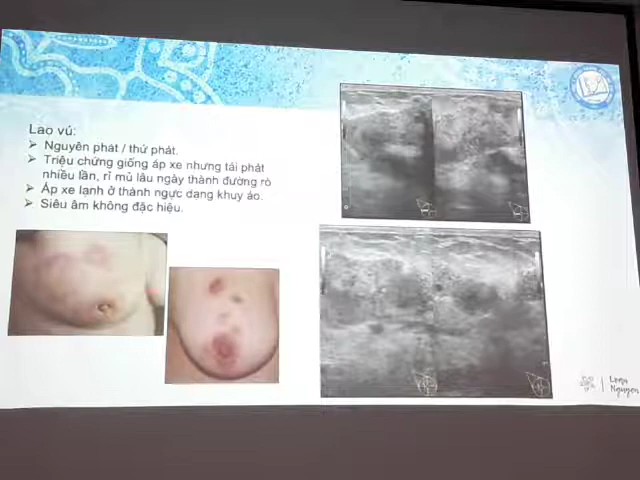 Lao vú:
➤ Nguyên phát / thứ phát.
➤ Triệu chứng giống áp xe nhưng tái phát
nhiều lần, rỉ mủ lâu ngày thành đường rò
➤ Áp xe lạnh ở thành ngực dạng khuy áo.
➤ Siêu âm không đặc hiệu.
Nguyen